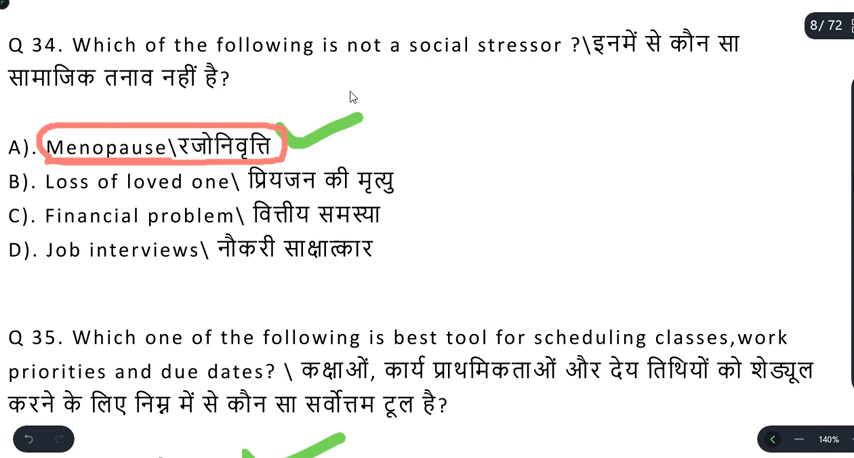 8/ 72
Q 34. Which of the following is not a social stressor ?\इनमें से कौन सा
सामाजिक तनाव नहीं है?
A). Menopause\रजोनिवृत्ति
B). Loss of loved one\ प्रियजन की मृत्यु
C). Financial problem\ वित्तीय समस्या
D). Job interviews\ नौकरी साक्षात्कार
Q 35. Which one of the following is best tool for scheduling classes,work
priorities and due dates? \ कक्षाओं, कार्य प्राथमिकताओं और देय तिथियों को शेड्यूल
करने के लिए निम्न में से कौन सा सर्वोत्तम टूल है?
140%